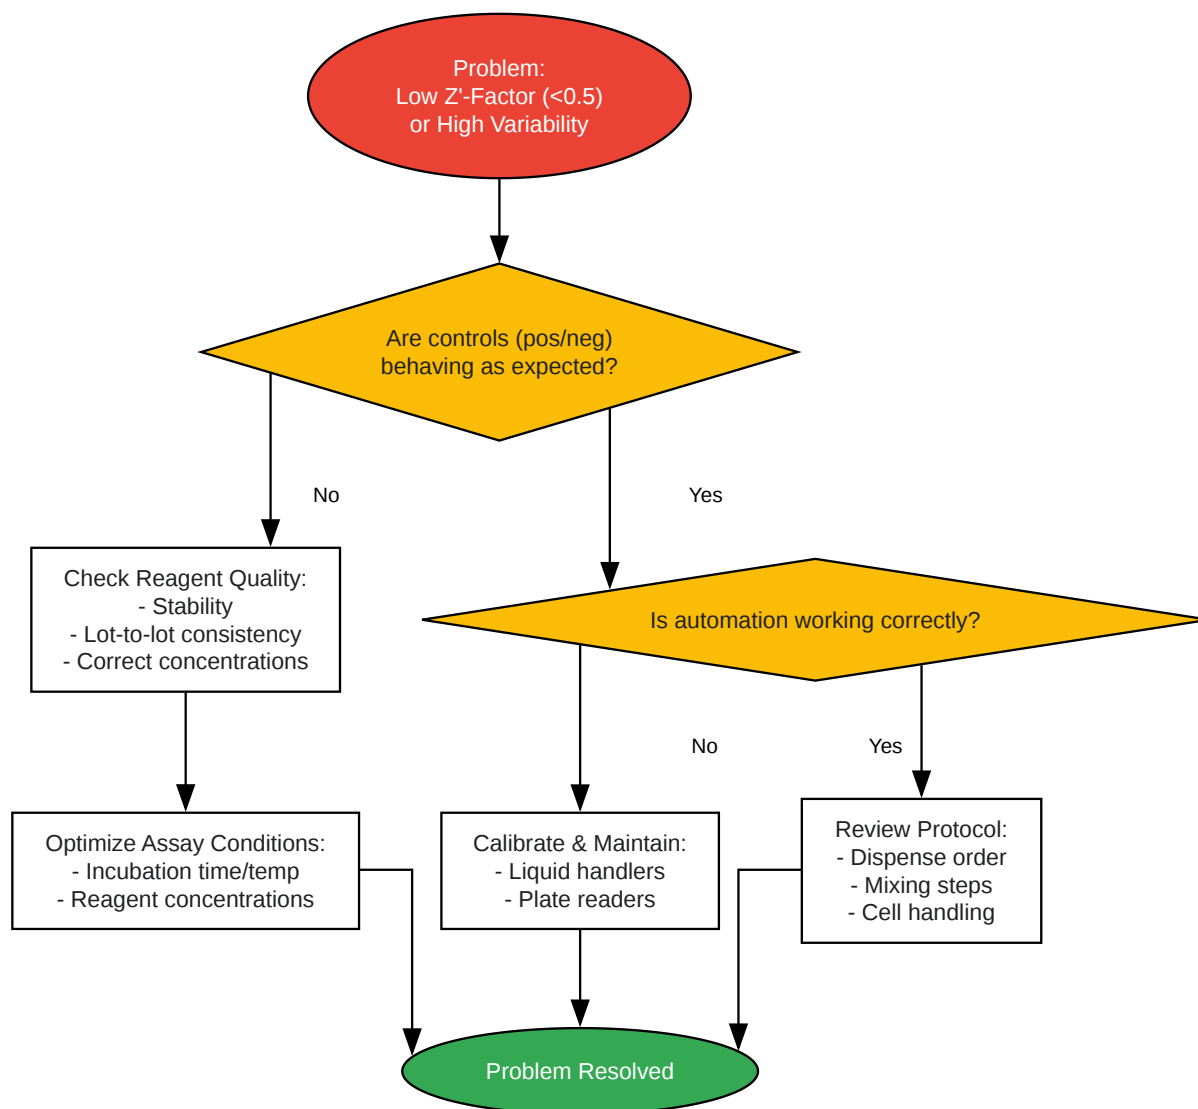 Problem:
Low Z'-Factor (<0.5)
or High Variability
Are controls (pos/neg)
behaving as expected?
No
Yes
Check Reagent Quality:
- Stability
- Lot-to-lot consistency
- Correct concentrations
Is automation working correctly?
No
Yes
Optimize Assay Conditions:
- Incubation time/temp
- Reagent concentrations
Calibrate & Maintain:
- Liquid handlers
- Plate readers
Review Protocol:
- Dispense order
- Mixing steps
- Cell handling
Problem Resolved